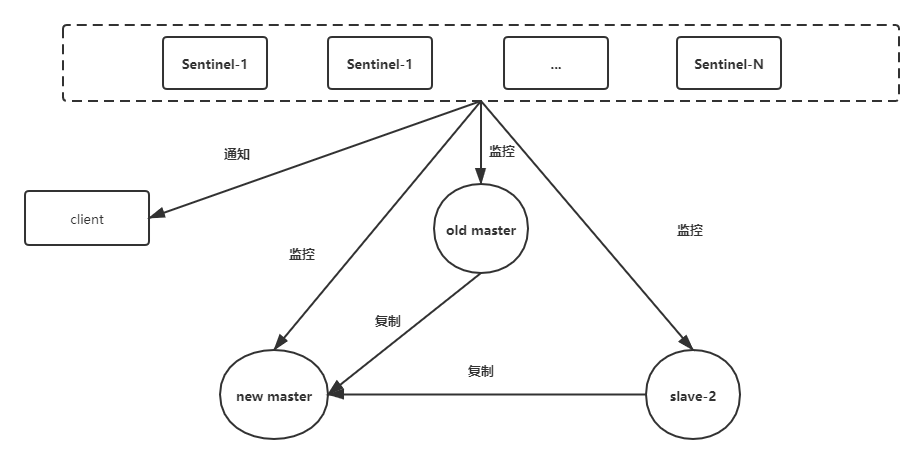 Sentinel-1
Sentinel-1
...
Sentinel-N
通知
监控
client
old master
监控
监控
复制
复制
new master
slave-2